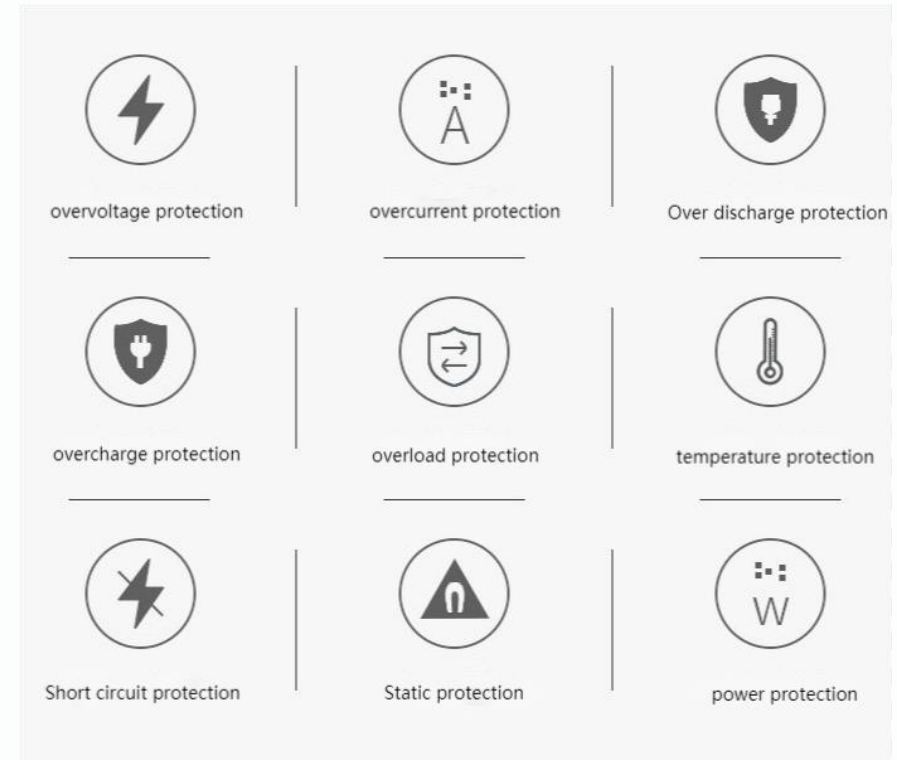 A
overvoltage protection
overcurrent protection
Over discharge protection
overcharge protection
overload protection
temperature protection
W
Short circuit protection
Static protection
power protection